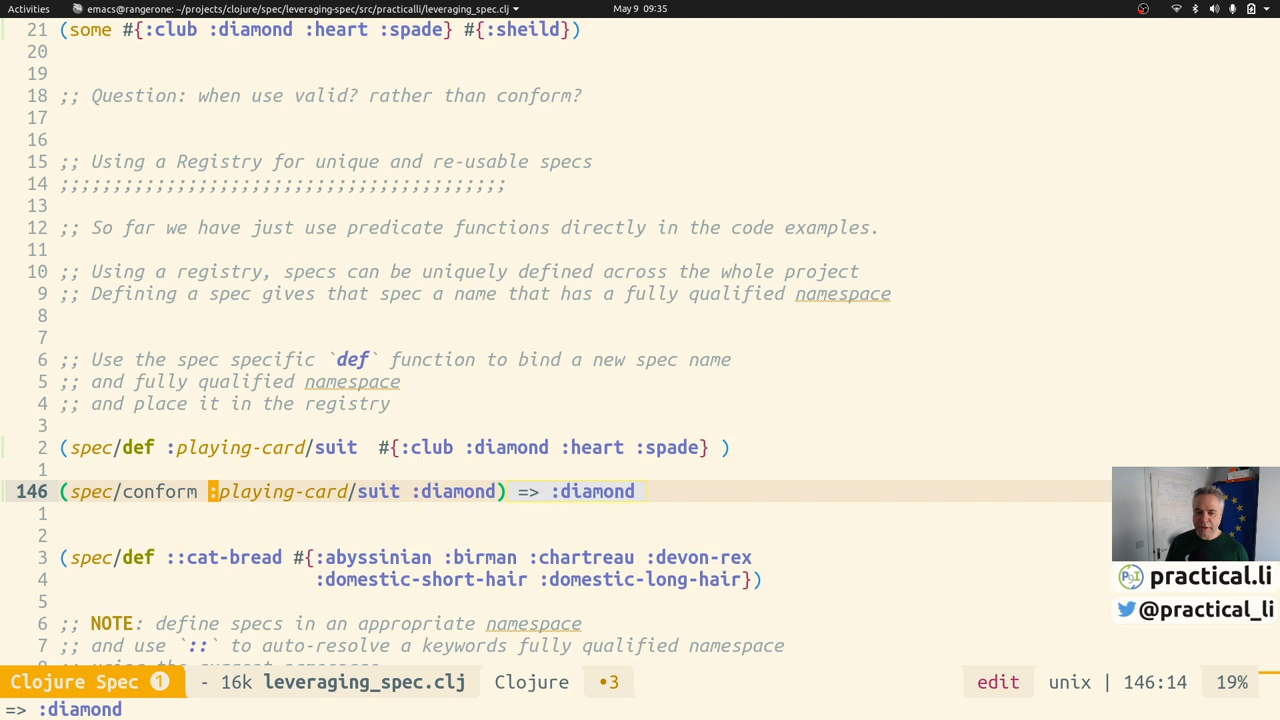 Activities emacs@rangerone: ~/projects/clojure/spec/leveraging-spec/src/practicalli/leveraging_spec.clj May 9 09:35
21 (some #{:club :diamond :heart :spade} #{:sheild})
20
19
18 ;; Question: when use valid? rather than conform?
17
16
15 ;; Using a Registry for unique and re-usable specs
14 ;;;;;;;;;;;;;;;;;;;;;;;;;;;;;;;;;;;;;;;;;;
13
12 ;; So far we have just use predicate functions directly in the code examples.
11
10 ;; Using a registry, specs can be uniquely defined across the whole project
9 ;; Defining a spec gives that spec a name that has a fully qualified namespace
8
7
6 ;; Use the spec specific `def` function to bind a new spec name
5 ;; and fully qualified namespace
4 ;; and place it in the registry
3
2 (spec/def :playing-card/suit  #{:club :diamond :heart :spade} )
1
146 (spec/conform :playing-card/suit :diamond) => :diamond
1
2
3 (spec/def ::cat-bread #{:abyssinian :birman :chartreau :devon-rex
4 :domestic-short-hair :domestic-long-hair})
5
6 ;; NOTE: define specs in an appropriate namespace
7 ;; and use `::` to auto-resolve a keywords fully qualified namespace
practical.li
@practical_li
Clojure Spec 1 - 16k leveraging_spec.clj Clojure •3 edit unix | 146:14 19%
=> :diamond